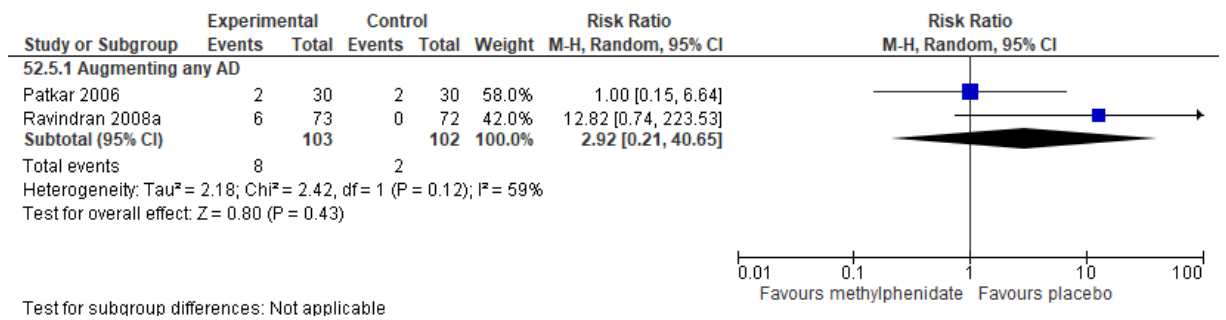 Experimental Control Risk Ratio Risk Ratio
Study or Subgroup Events Total Events Total Weight M-H, Random, 95% CI M-H, Random, 95% CI
52.5.1 Augmenting any AD
Patkar 2006 2 30 2 30 58.0% 1.00 [0.15, 6.64]
Ravindran 2008a 6 73 0 72 42.0% 12.82 [0.74, 223.53]
Subtotal (95% CI) 103 102 100.0% 2.92 [0.21, 40.65]
Total events 8 2
Heterogeneity: Tau² = 2.18; Chi² = 2.42, df = 1 (P = 0.12); I² = 59%
Test for overall effect: Z = 0.80 (P = 0.43)
0.01 0.1 1 10 100
Favours methylphenidate Favours placebo
Test for subgroup differences: Not applicable